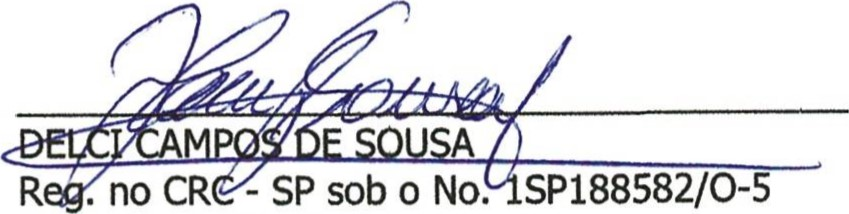 DELCI CAMPOS DE SOUSA
Reg. no CRC - SP sob o No. 1SP188582/O-5